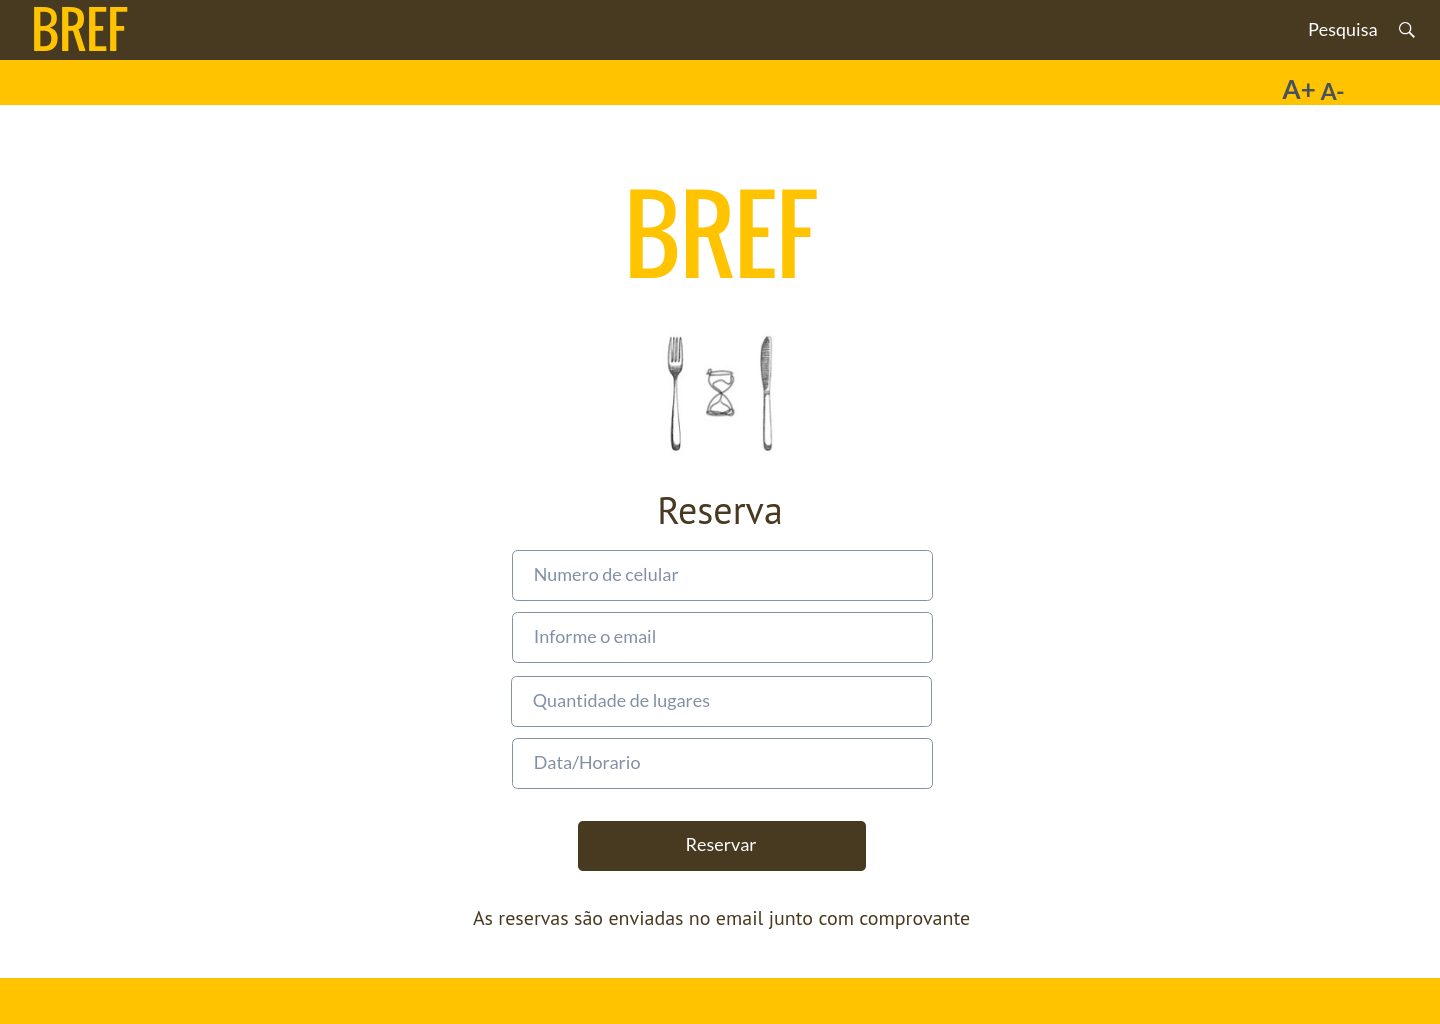 BREF
Pesquisa
A+ A-
BREF
Reserva
Numero de celular
Informe o email
Quantidade de lugares
Data/Horario
Reservar
As reservas são enviadas no email junto com comprovante